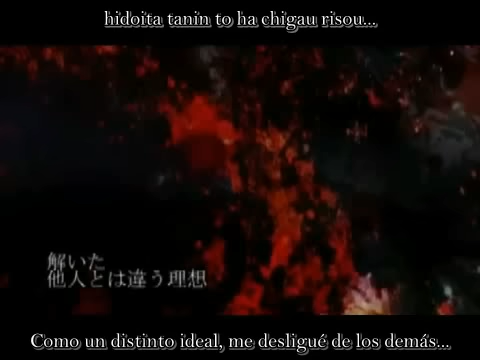 hidoita tanin to ha chigau risou...
解いた
他人とは違う理想
Como un distinto ideal, me desligué de los demás...